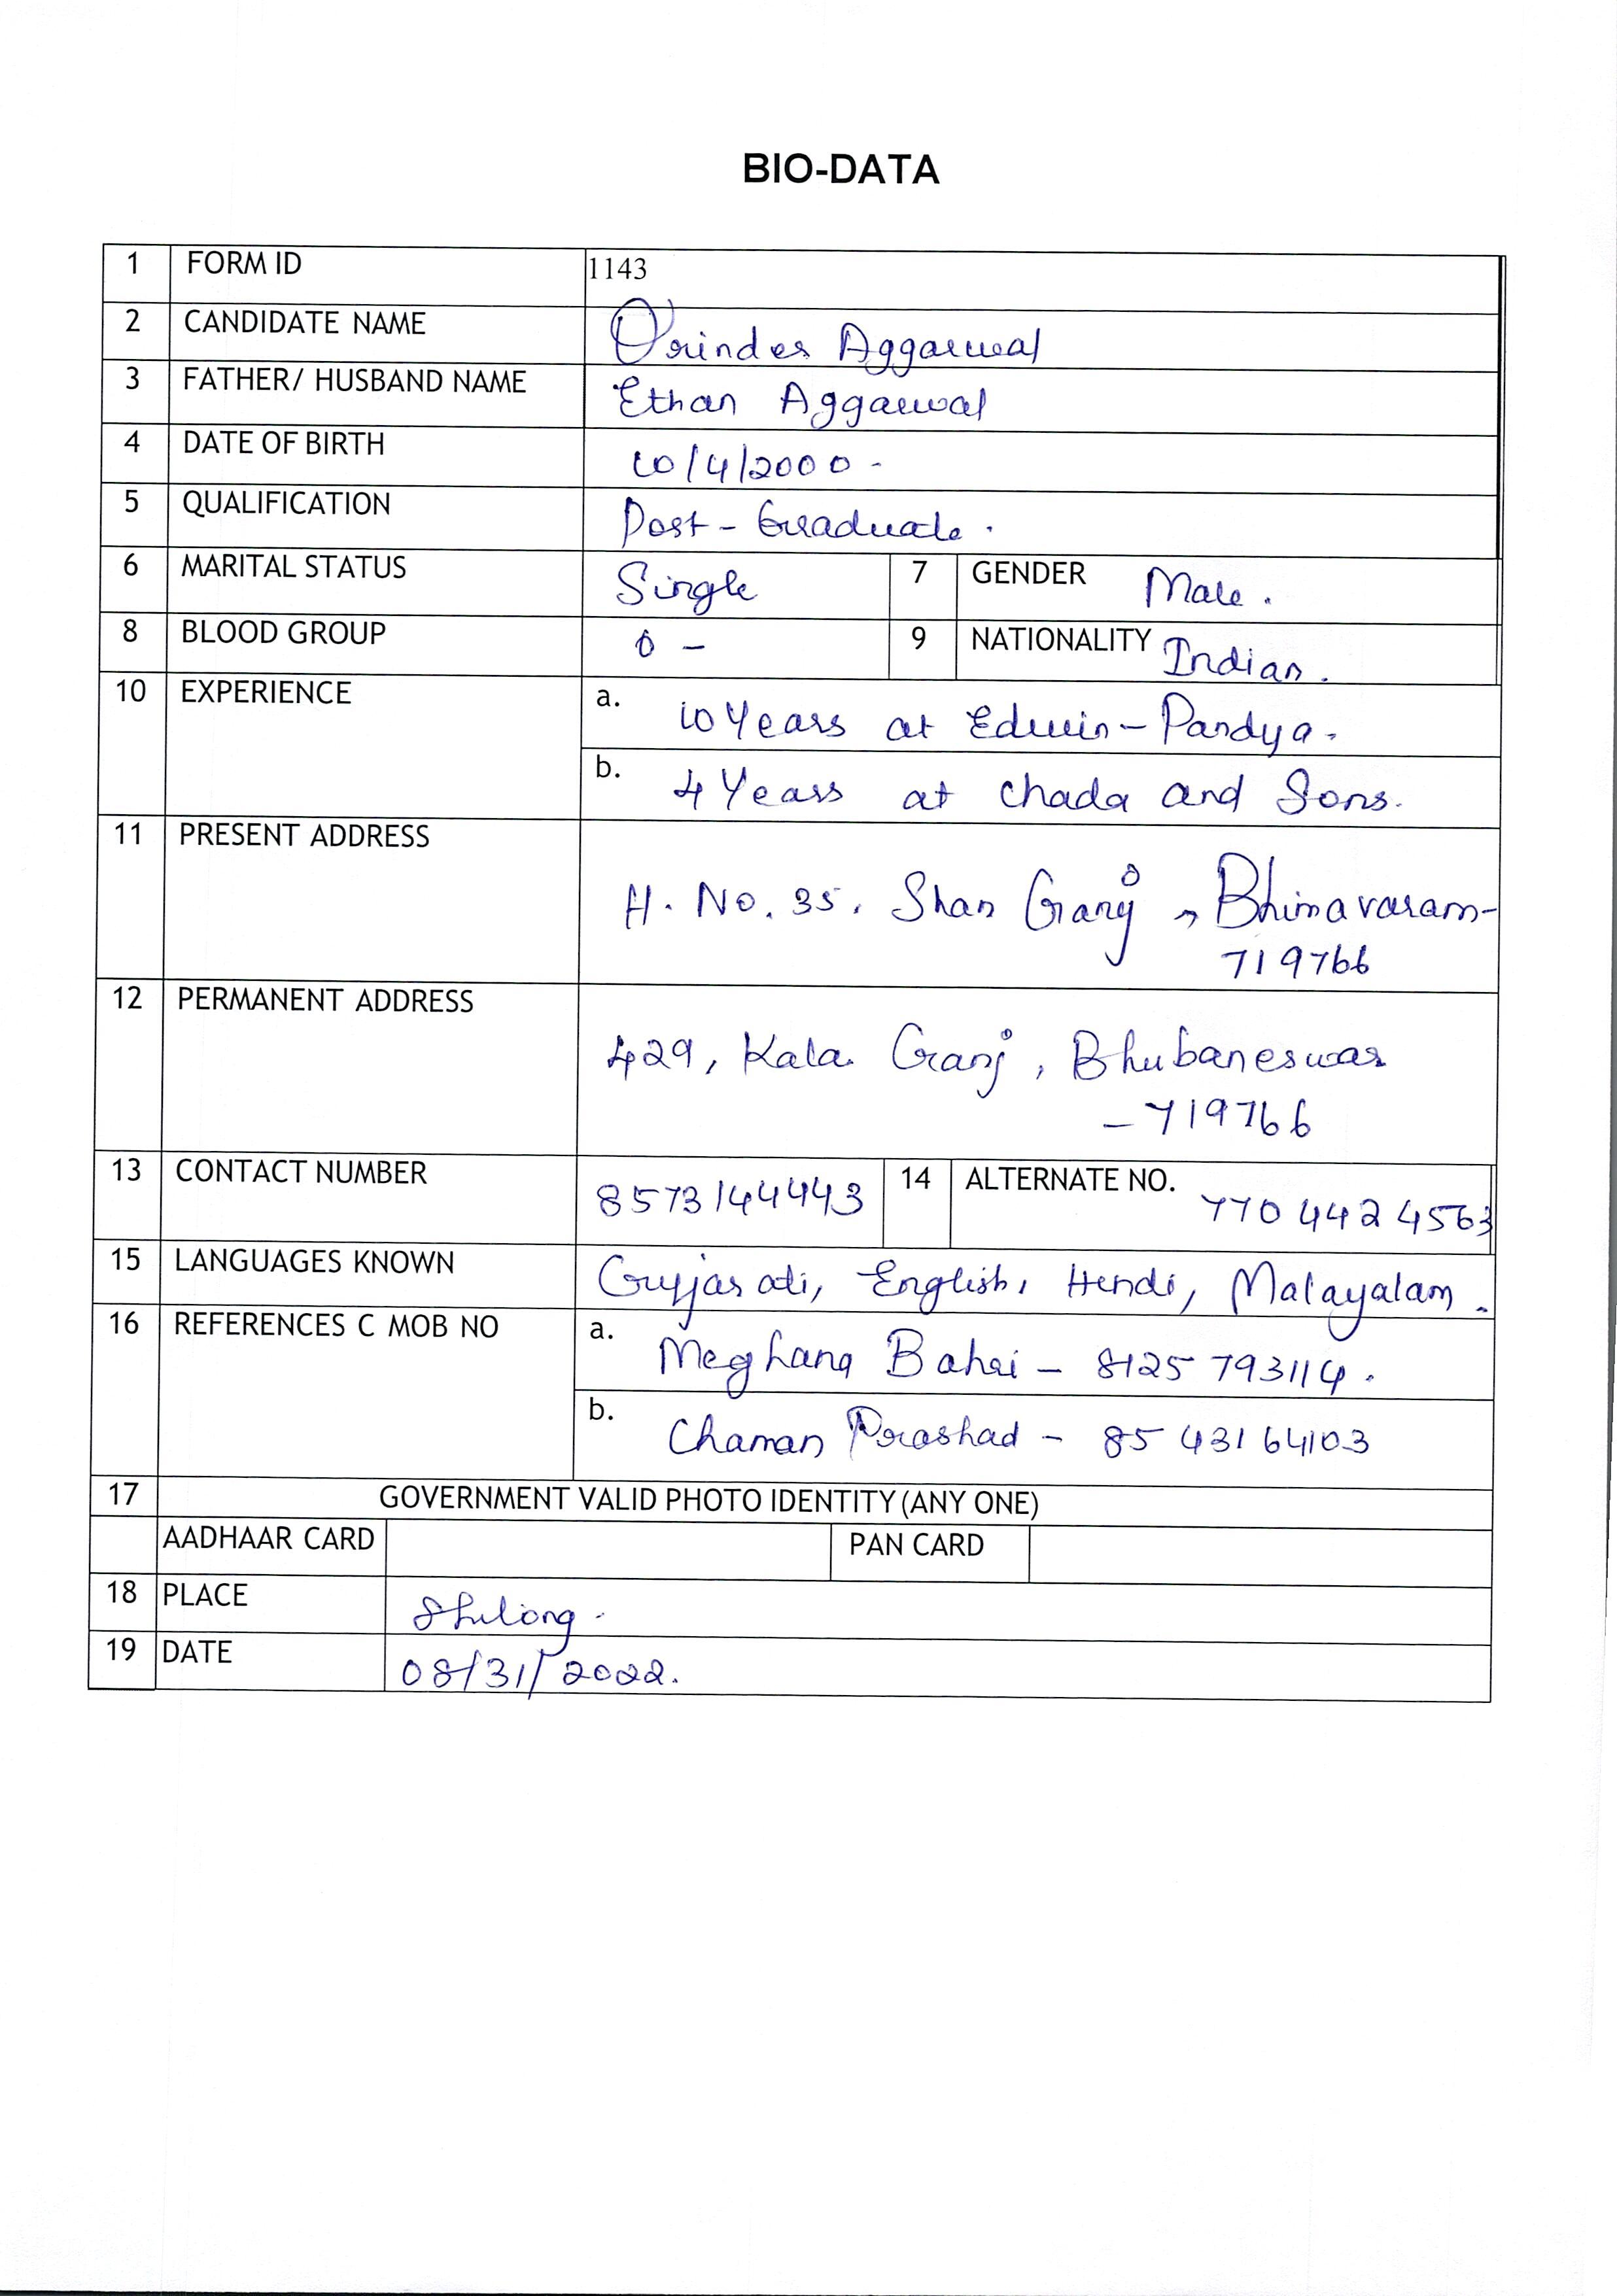 BIO-DATA
1 FORM ID 1143
2 CANDIDATE NAME Orinder Aggarwal
3 FATHER/ HUSBAND NAME Ethan Aggarwal
4 DATE OF BIRTH 10/4/2000 -
5 QUALIFICATION Post-Graduate.
6 MARITAL STATUS Single 7 GENDER Male.
8 BLOOD GROUP O - 9 NATIONALITY Indian.
10 EXPERIENCE a. 10 Years at Edwin-Pandya.
b. 4 Years at Chada and Sons.
11 PRESENT ADDRESS
H. No. 35, Shan Ganj, Bhimavaram-
719766
12 PERMANENT ADDRESS
429, Kala Ganj, Bhubaneswar
-719766
13 CONTACT NUMBER 8573144443 14 ALTERNATE NO. 7704424563
15 LANGUAGES KNOWN Gujjarati, English, Hindi, Malayalam.
16 REFERENCES C MOB NO a. Meghana Bahri - 8125793114.
b. Chaman Prashad - 8543164103
17 GOVERNMENT VALID PHOTO IDENTITY (ANY ONE)
AADHAAR CARD PAN CARD
18 PLACE Shilong.
19 DATE 08/31/2022.